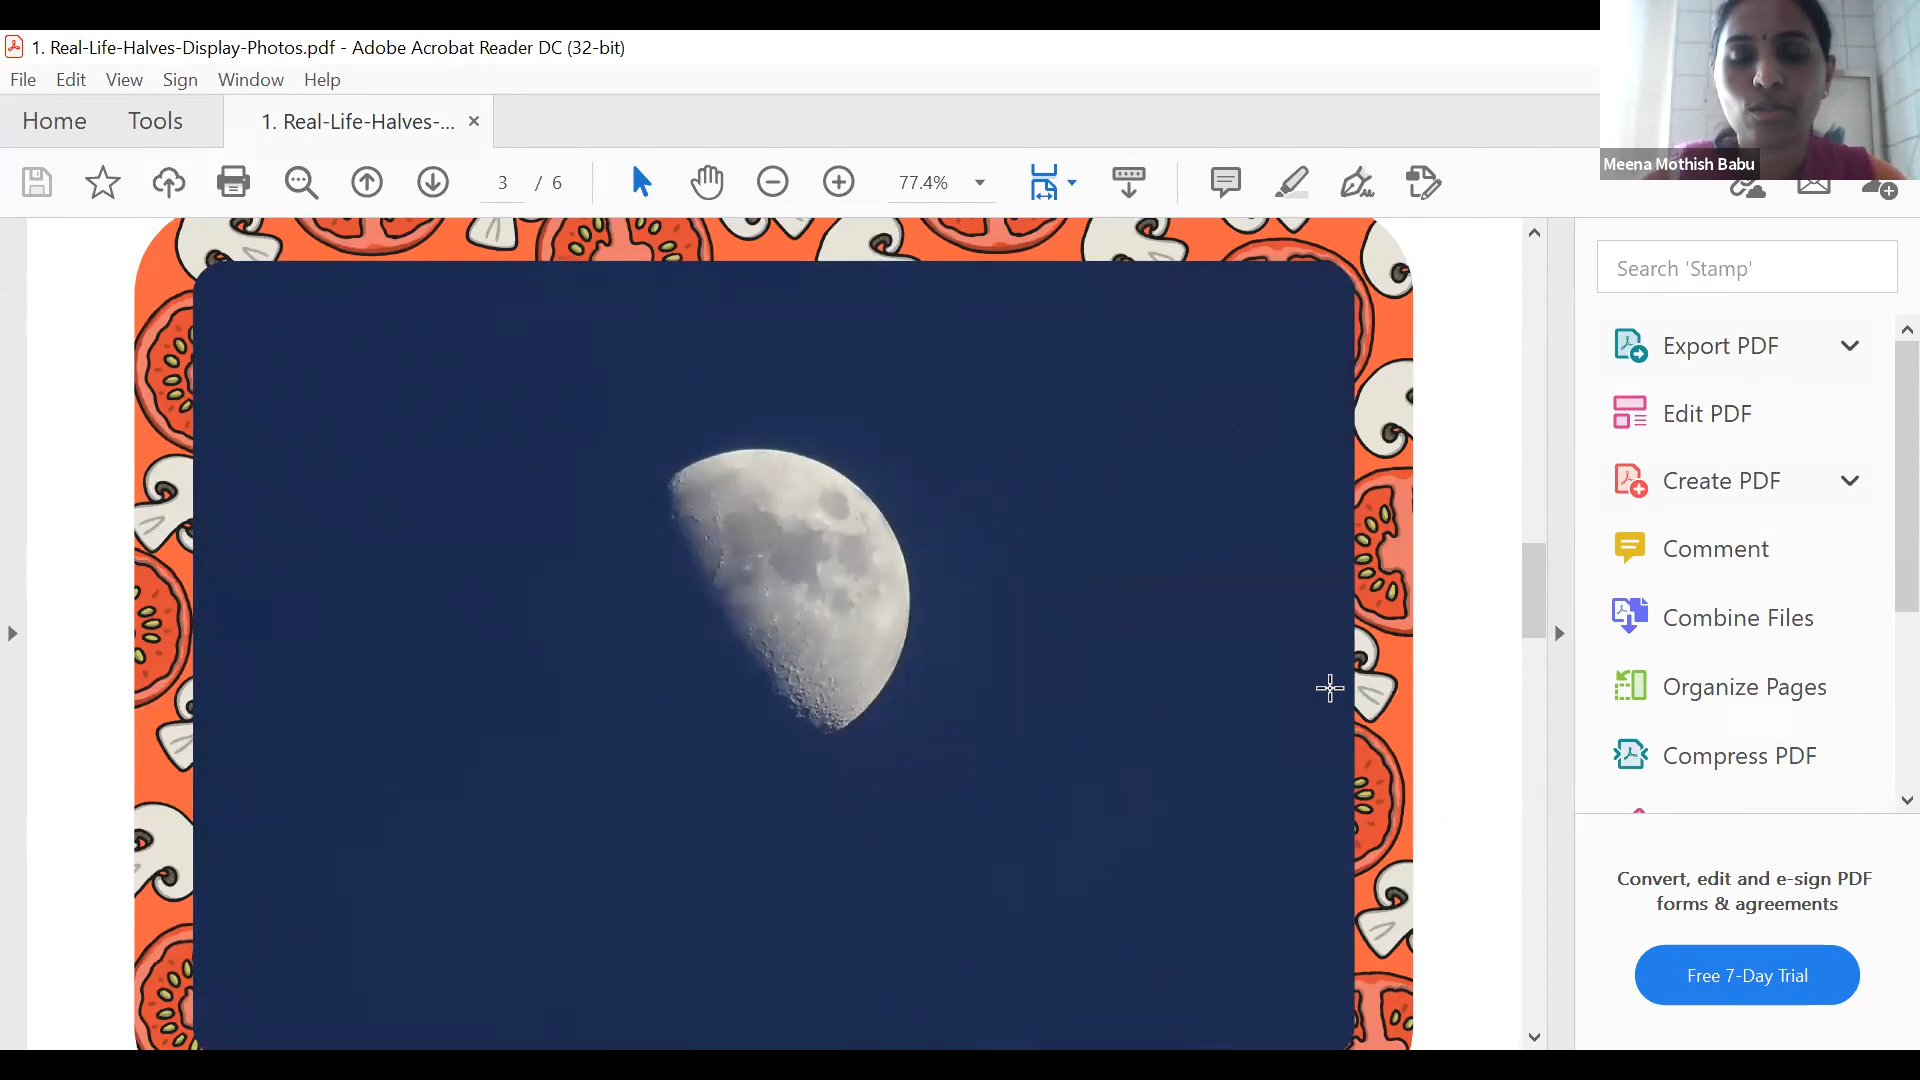 1. Real-Life-Halves-Display-Photos.pdf - Adobe Acrobat Reader DC (32-bit)
File Edit View Sign Window Help
Home Tools 1. Real-Life-Halves-... ×
3 / 6 77.4%
Meena Mothish Babu
Search 'Stamp'
Export PDF
Edit PDF
Create PDF
Comment
Combine Files
Organize Pages
Compress PDF
Convert, edit and e-sign PDF
forms & agreements
Free 7-Day Trial